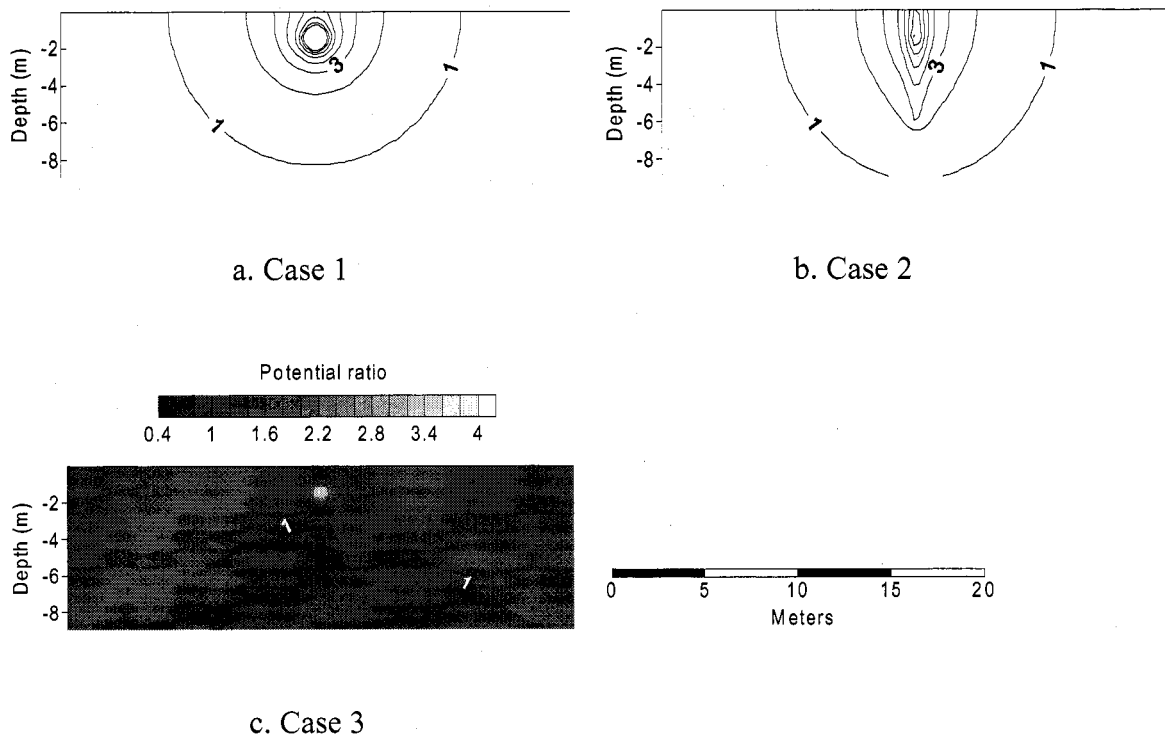 Depth (m)
-2
-4
-6
-8
1
3
1
a. Case 1
Depth (m)
-2
-4
-6
-8
1
3
1
b. Case 2
Potential ratio
0.4 1 1.6 2.2 2.8 3.4 4
Depth (m)
-2
-4
-6
-8
1
1
0 5 10 15 20
Meters
c. Case 3